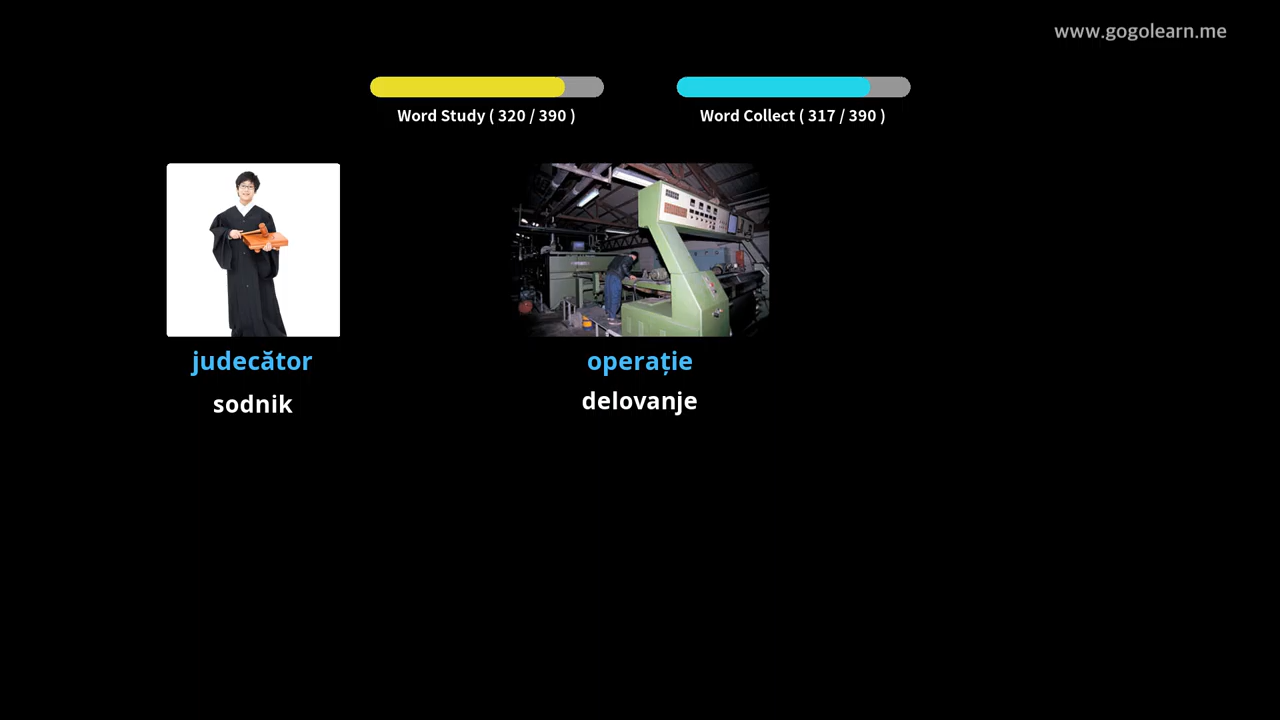 www.gogolearn.me
Word Study ( 320 / 390 )
Word Collect ( 317 / 390 )
judecător
operație
sodnik
delovanje